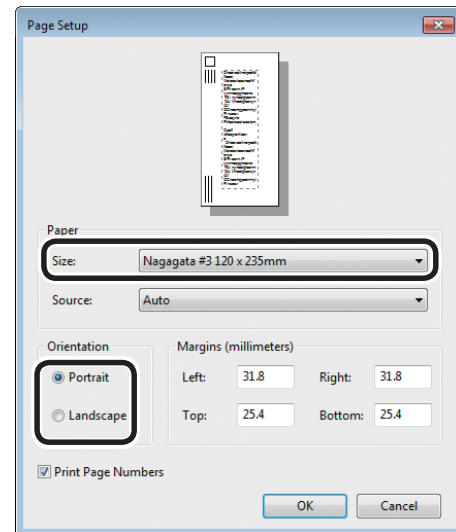 Page Setup
Paper
Size: Nagagata #3 120 x 235mm
Source: Auto
Orientation Margins (millimeters)
Portrait Left: 31.8 Right: 31.8
Landscape Top: 25.4 Bottom: 25.4
Print Page Numbers
OK Cancel